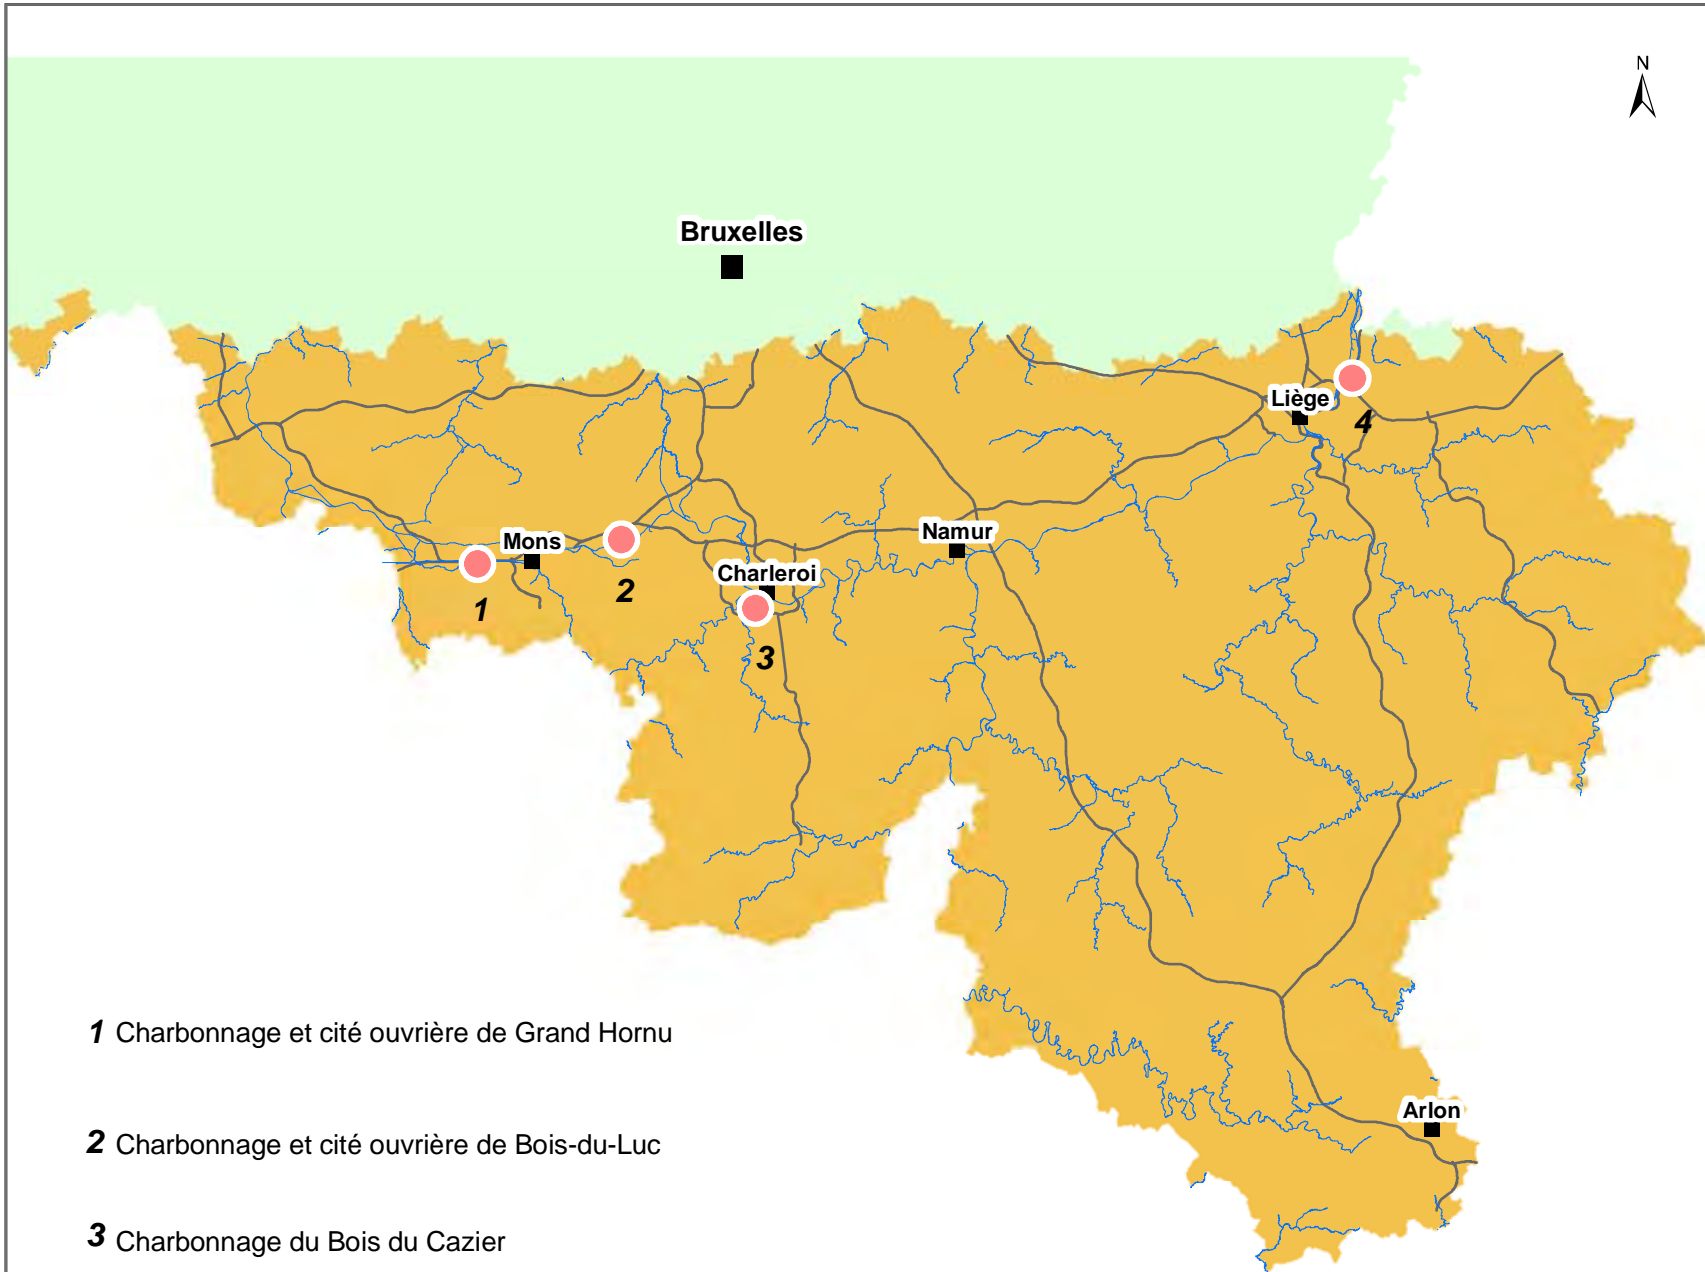 N
Bruxelles
Liège
4
Mons
Namur
Charleroi
1
2
3
Arlon
1 Charbonnage et cité ouvrière de Grand Hornu
2 Charbonnage et cité ouvrière de Bois-du-Luc
3 Charbonnage du Bois du Cazier